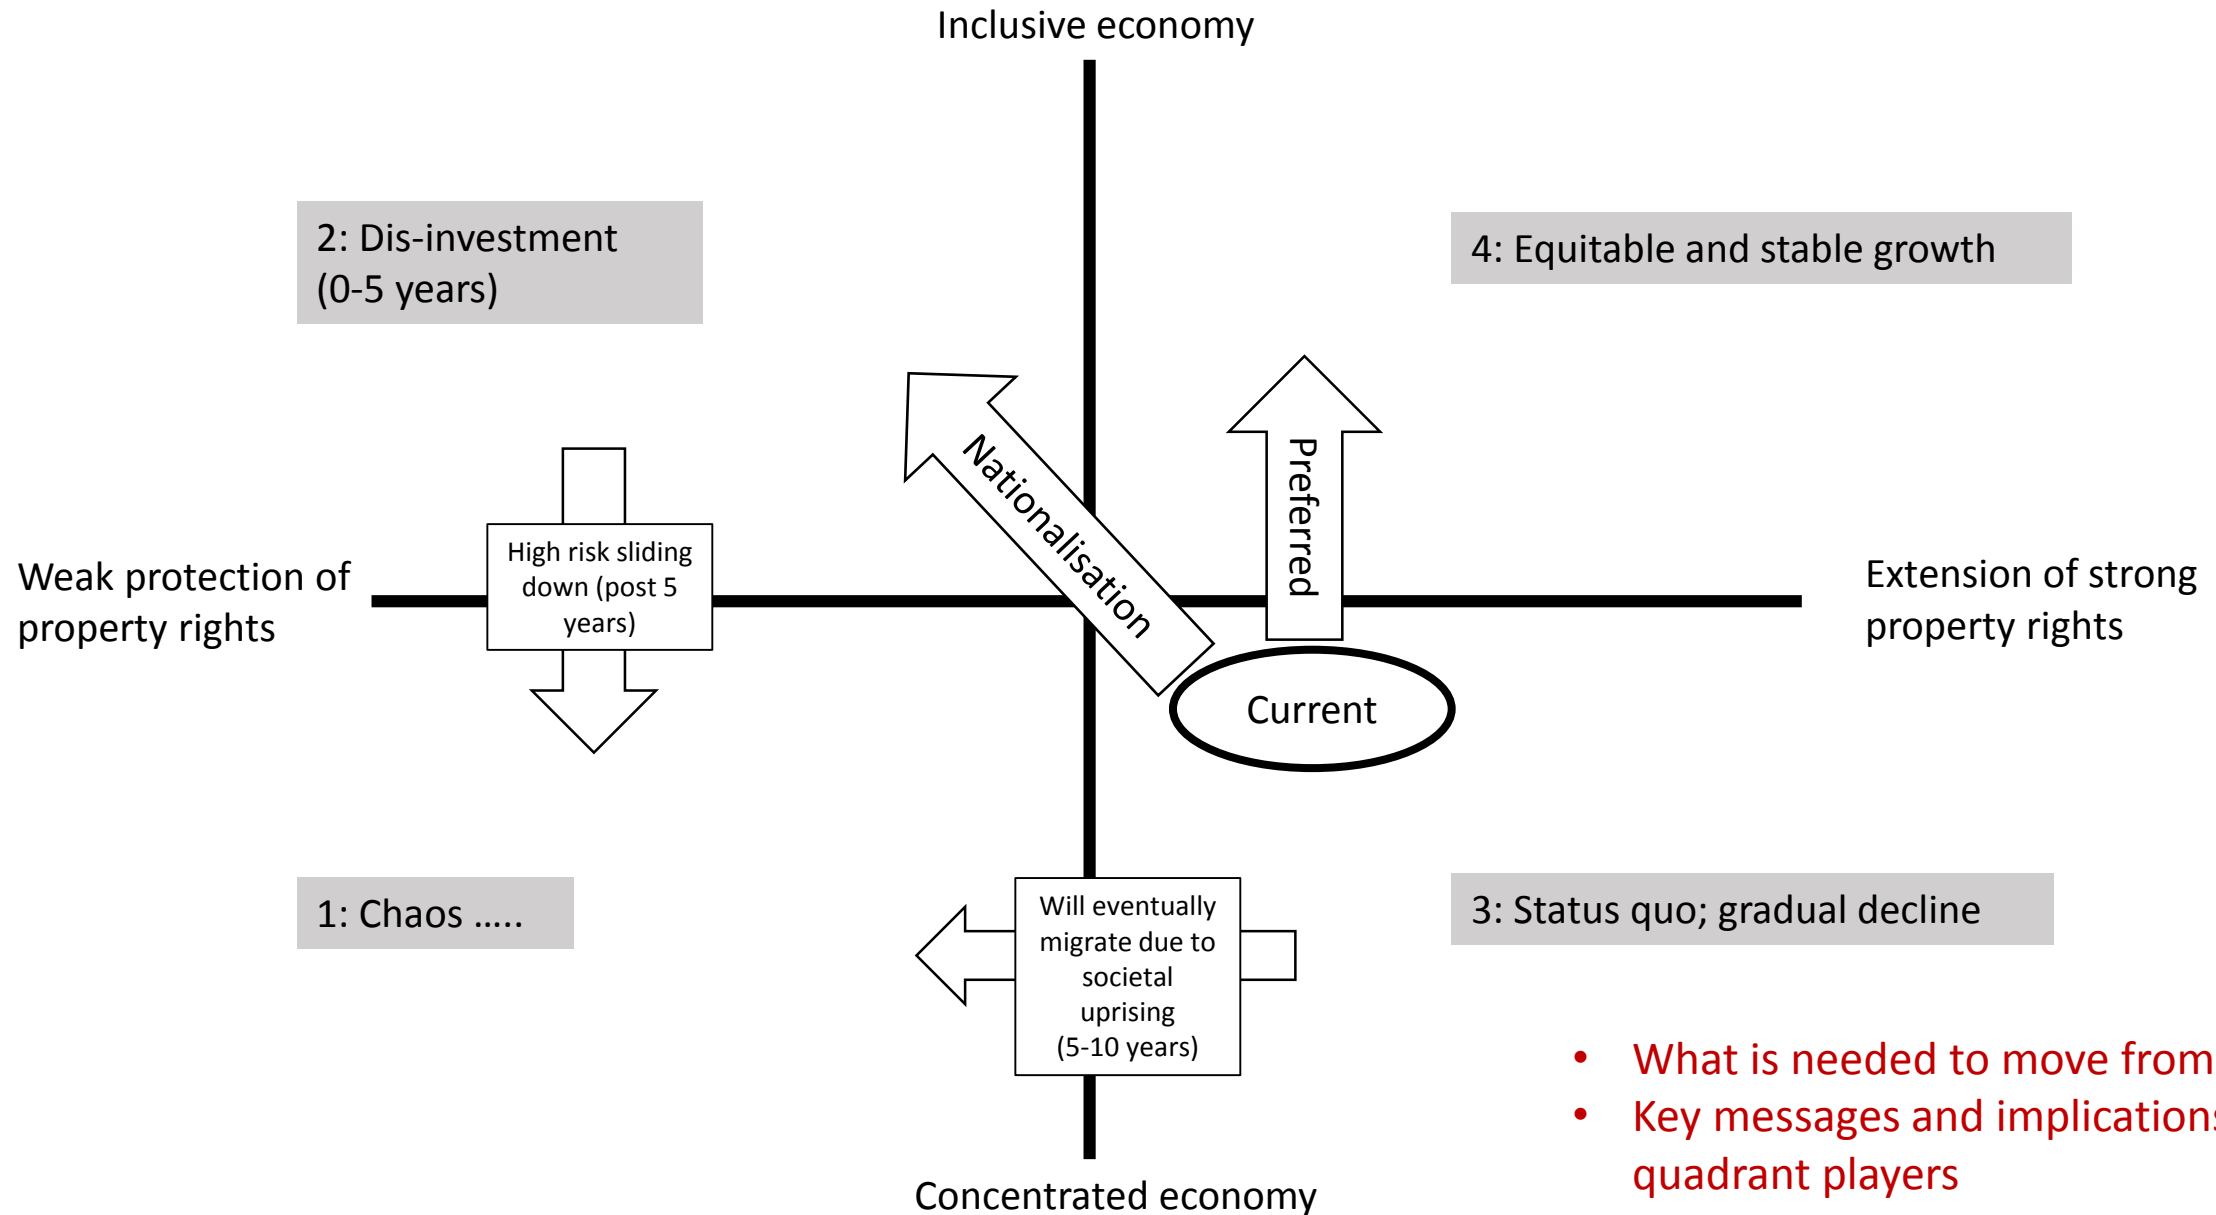 Inclusive economy
2: Dis-investment
(0-5 years)
4: Equitable and stable growth
Nationalisation
Preferred
High risk sliding
down (post 5
years)
Weak protection of
property rights
Extension of strong
property rights
Current
1: Chaos .....
Will eventually
migrate due to
societal
uprising
(5-10 years)
3: Status quo; gradual decline
• What is needed to move from
• Key messages and implications
quadrant players
Concentrated economy